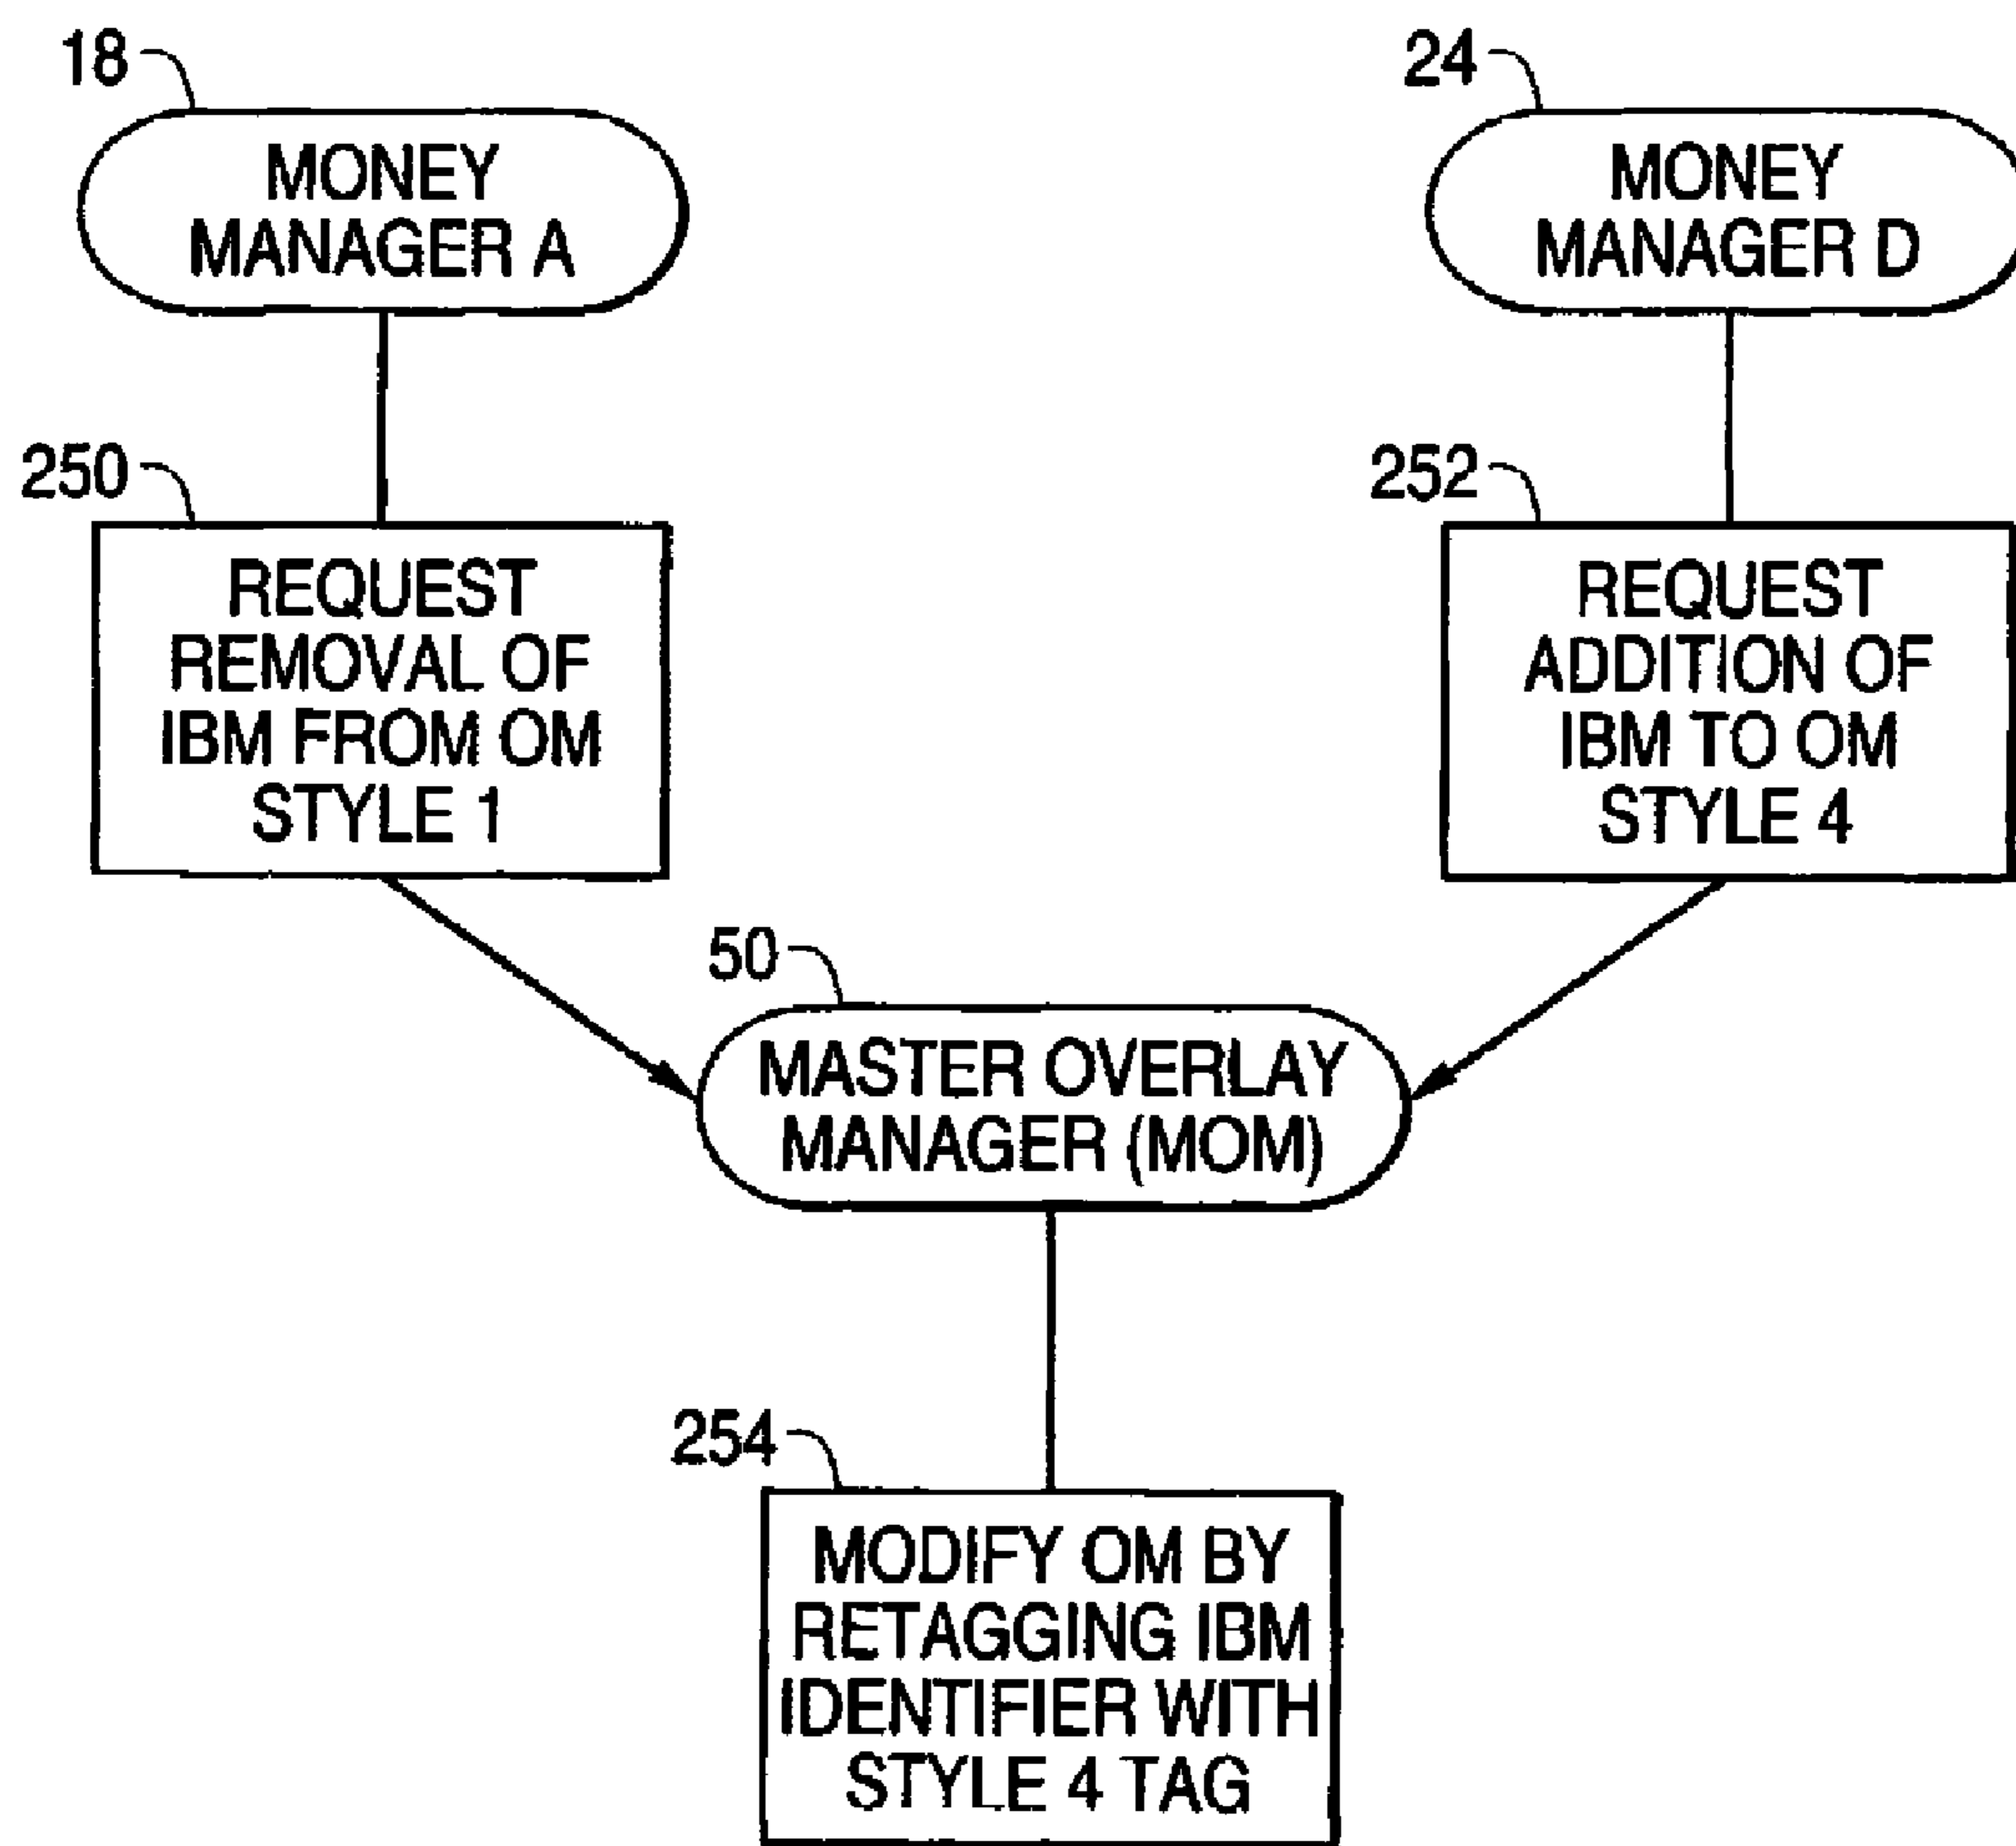 18
MONEY
MANAGER A
24
MONEY
MANAGER D
250
REQUEST
REMOVAL OF
IBM FROM OM
STYLE 1
252
REQUEST
ADDITION OF
IBM TO OM
STYLE 4
50
MASTER OVERLAY
MANAGER (MOM)
254
MODIFY OM BY
RETAGGING IBM
IDENTIFIER WITH
STYLE 4 TAG